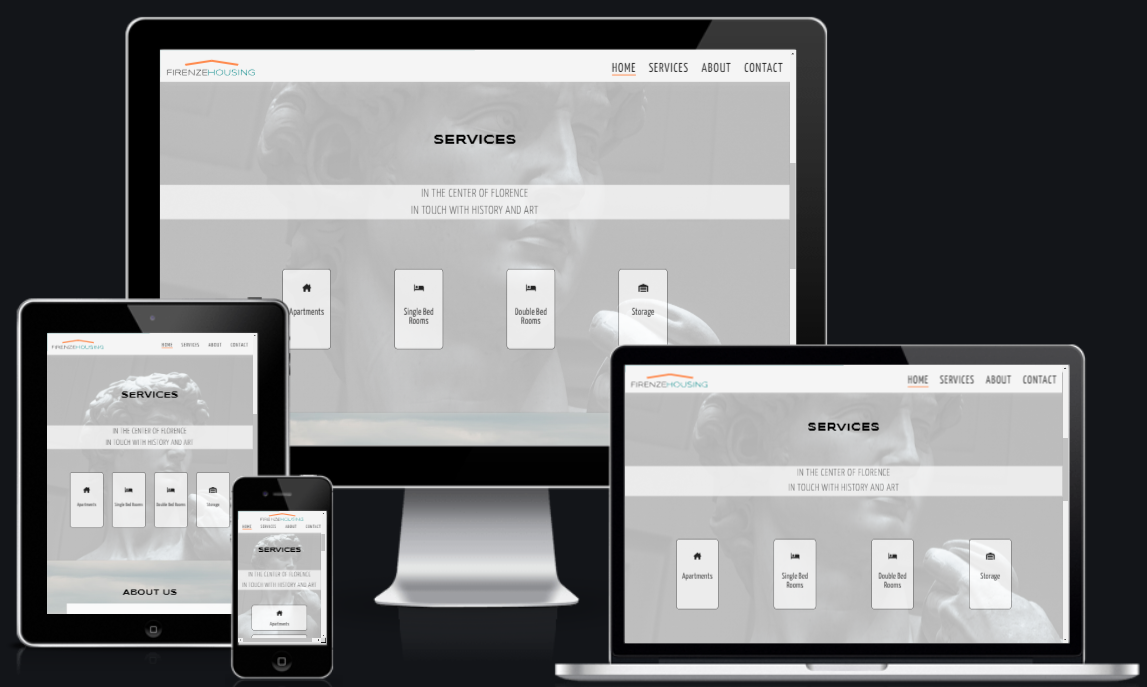 FIRENZEHOUSING
HOME SERVICES ABOUT CONTACT
SERVICES
IN THE CENTER OF FLORENCE
IN TOUCH WITH HISTORY AND ART
Apartments
Single Bed
Rooms
Double Bed
Rooms
Storage
FIRENZEHOUSING
HOME SERVICES ABOUT CONTACT
SERVICES
IN THE CENTER OF FLORENCE
IN TOUCH WITH HISTORY AND ART
Apartments
Single Bed Rooms
Double Bed Rooms
Storage
ABOUT US
FIRENZEHOUSING
HOME SERVICES ABOUT CONTACT
SERVICES
IN THE CENTER OF FLORENCE
IN TOUCH WITH HISTORY AND ART
Apartments
FIRENZEHOUSING
HOME SERVICES ABOUT CONTACT
SERVICES
IN THE CENTER OF FLORENCE
IN TOUCH WITH HISTORY AND ART
Apartments
Single Bed
Rooms
Double Bed
Rooms
Storage